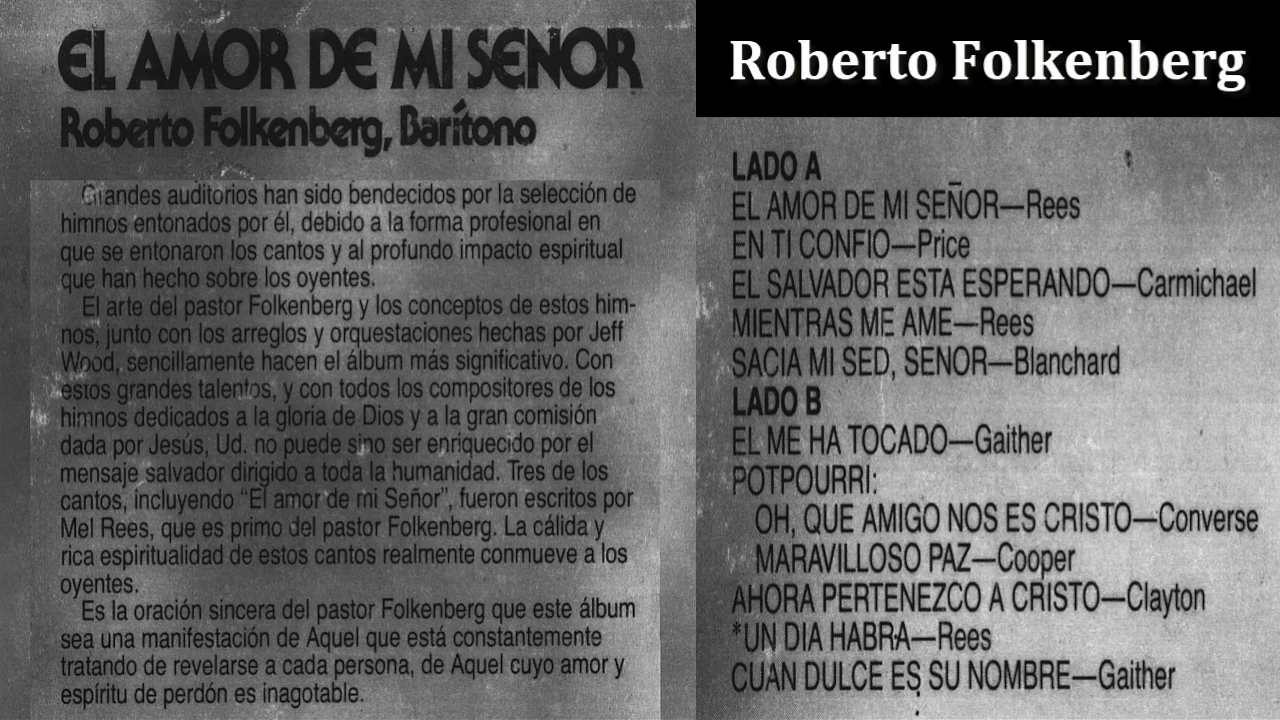 EL AMOR DE MI SEÑOR
Roberto Folkenberg, Barítono
Grandes auditorios han sido bendecidos por la selección de
himnos entonados por él, debido a la forma profesional en
que se entonaron los cantos y al profundo impacto espiritual
que han hecho sobre los oyentes.
El arte del pastor Folkenberg y los conceptos de estos him-
nos, junto con los arreglos y orquestaciones hechas por Jeff
Wood, sencillamente hacen el álbum más significativo. Con
estos grandes talentos, y con todos los compositores de los
himnos dedicados a la gloria de Dios y a la gran comisión
dada por Jesús, Ud. no puede sino ser enriquecido por el
mensaje salvador dirigido a toda la humanidad. Tres de los
cantos, incluyendo “El amor de mi Señor”, fueron escritos por
Mel Rees, que es primo del pastor Folkenberg. La cálida y
rica espiritualidad de estos cantos realmente conmueve a los
oyentes.
Es la oración sincera del pastor Folkenberg que este álbum
sea una manifestación de Aquel que está constantemente
tratando de revelarse a cada persona, de Aquel cuyo amor y
espíritu de perdón es inagotable.
Roberto Folkenberg
LADO A
EL AMOR DE MI SEÑOR—Rees
EN TI CONFIO—Price
EL SALVADOR ESTA ESPERANDO—Carmichael
MIENTRAS ME AME—Rees
SACIA MI SED, SENOR—Blanchard
LADO B
EL ME HA TOCADO—Gaither
POTPOURRI:
OH, QUE AMIGO NOS ES CRISTO—Converse
MARAVILLOSO PAZ—Cooper
AHORA PERTENEZCO A CRISTO—Clayton
*UN DIA HABRA—Rees
CUAN DULCE ES SU NOMBRE—Gaither